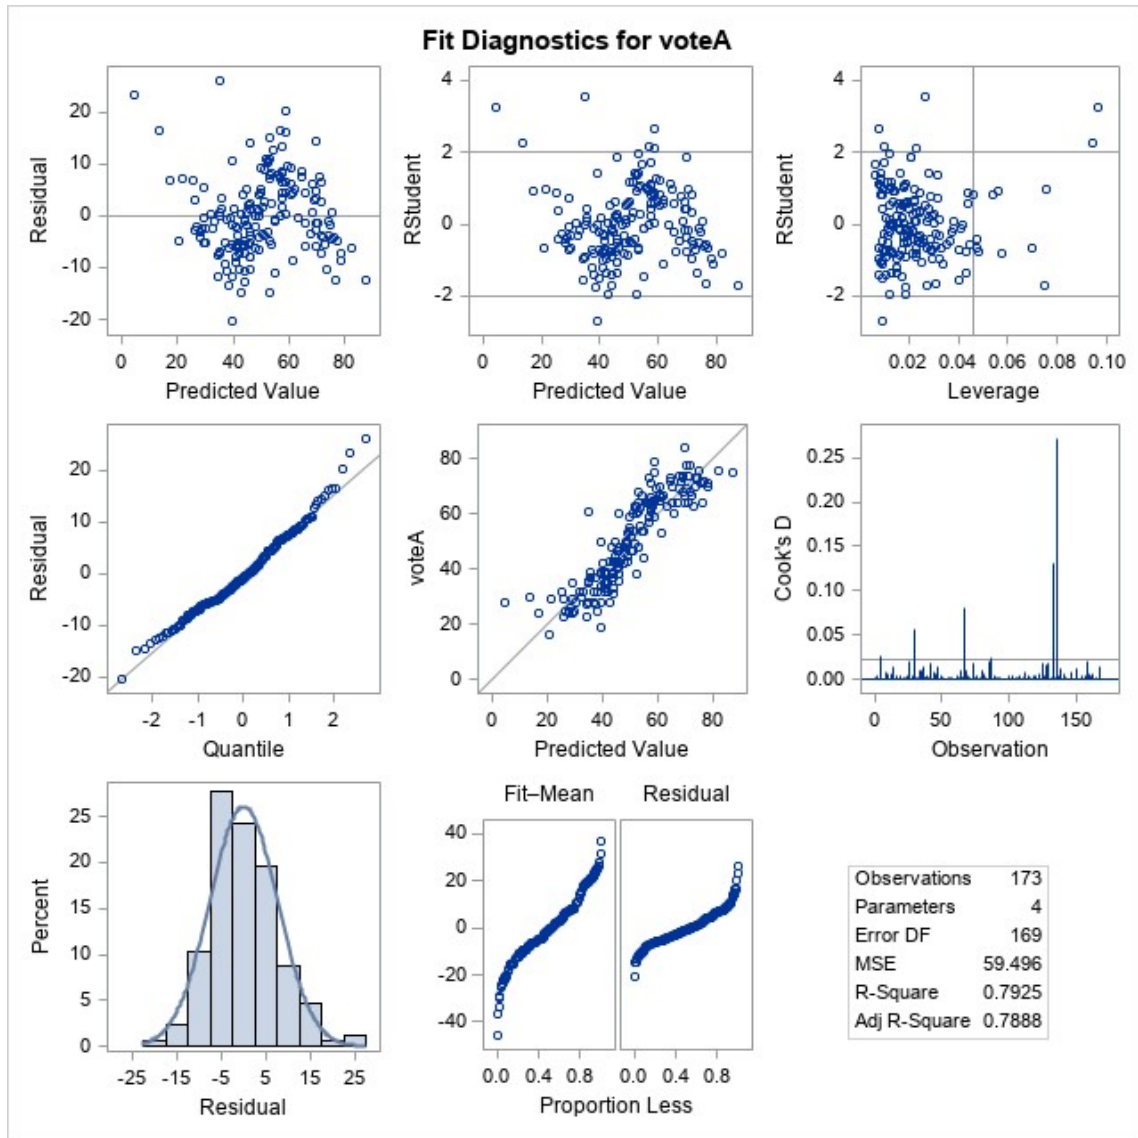 Fit Diagnostics for voteA
Residual
20
10
0
-10
-20
0 20 40 60 80
Predicted Value
RStudent
4
2
0
-2
0 20 40 60 80
Predicted Value
RStudent
4
2
0
-2
0.02 0.04 0.06 0.08 0.10
Leverage
Residual
20
10
0
-10
-20
-2 -1 0 1 2
Quantile
voteA
80
60
40
20
0
0 20 40 60 80
Predicted Value
Cook's D
0.25
0.20
0.15
0.10
0.05
0.00
0 50 100 150
Observation
Percent
25
20
15
10
5
0
-25 -15 -5 5 15 25
Residual
Fit–Mean Residual
40
20
0
-20
-40
0.0 0.4 0.8 0.0 0.4 0.8
Proportion Less
Observations 173
Parameters 4
Error DF 169
MSE 59.496
R-Square 0.7925
Adj R-Square 0.7888